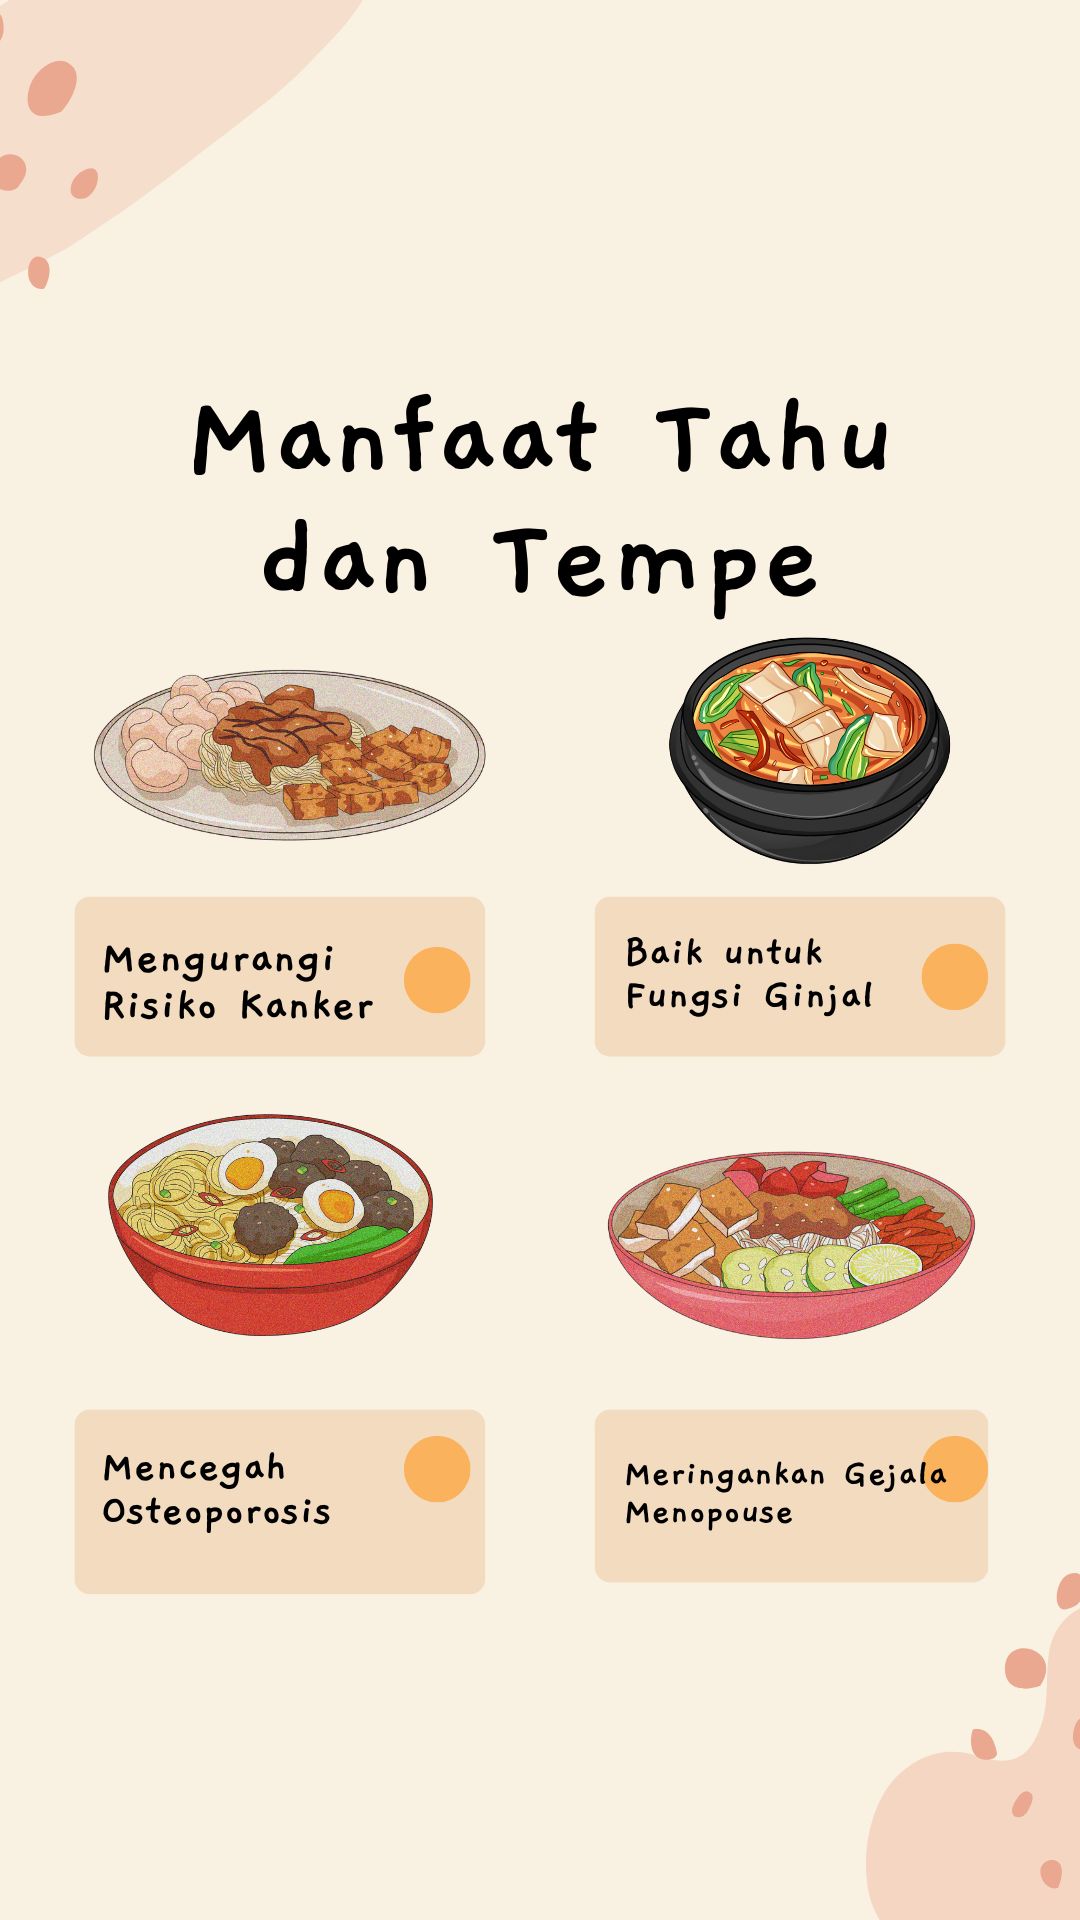 Manfaat Tahu
dan Tempe
Mengurangi
Risiko Kanker
Baik untuk
Fungsi Ginjal
Mencegah
Osteoporosis
Meringankan Gejala
Menopouse